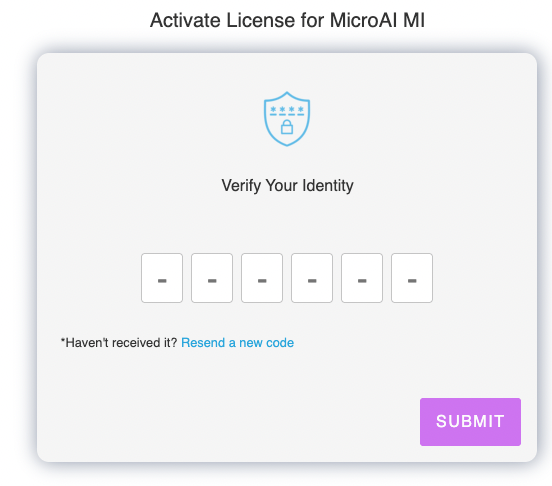 Activate License for MicroAI MI
* * * *
Verify Your Identity
- - - - - -
*Haven't received it? Resend a new code
SUBMIT